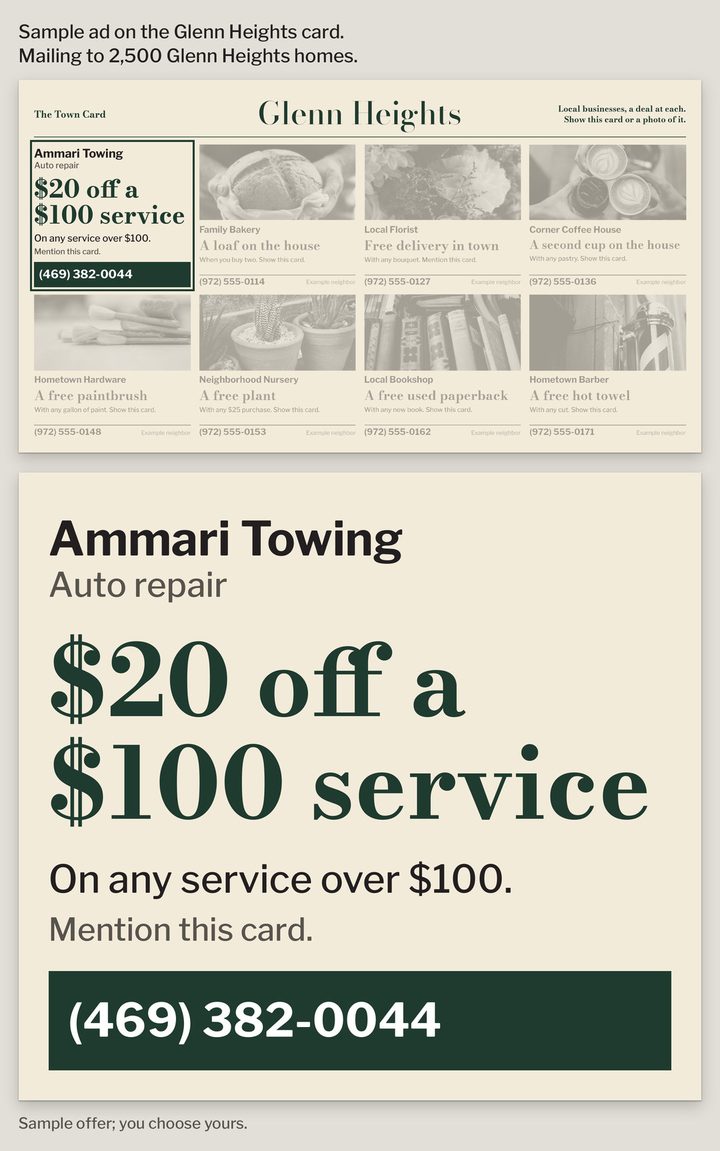 Sample ad on the Glenn Heights card.
Mailing to 2,500 Glenn Heights homes.
The Town Card
Glenn Heights
Local businesses, a deal at each.
Show this card or a photo of it.
Ammari Towing
Auto repair
$20 off a
$100 service
On any service over $100.
Mention this card.
(469) 382-0044
Family Bakery
A loaf on the house
When you buy two. Show this card.
(972) 555-0114 Example neighbor
Local Florist
Free delivery in town
With any bouquet. Mention this card.
(972) 555-0127 Example neighbor
Corner Coffee House
A second cup on the house
With any pastry. Show this card.
(972) 555-0136 Example neighbor
Hometown Hardware
A free paintbrush
With any gallon of paint. Show this card.
(972) 555-0148 Example neighbor
Neighborhood Nursery
A free plant
With any $25 purchase. Show this card.
(972) 555-0153 Example neighbor
Local Bookshop
A free used paperback
With any new book. Show this card.
(972) 555-0162 Example neighbor
Hometown Barber
A free hot towel
With any cut. Show this card.
(972) 555-0171 Example neighbor
Ammari Towing
Auto repair
$20 off a
$100 service
On any service over $100.
Mention this card.
(469) 382-0044
Sample offer; you choose yours.